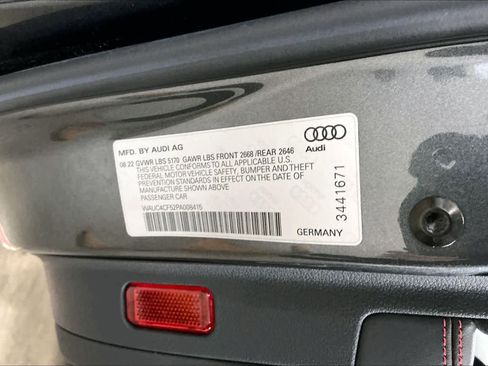 MFD. BY AUDI AG
Audi
08.22 GVWR LBS 5170 GAWR LBS FRONT 2668 /REAR 2646
THIS VEHICLE CONFORMS TO ALL APPLICABLE U.S.
FEDERAL MOTOR VEHICLE SAFETY, BUMPER AND THEFT
PREVENTION STANDARDS IN EFFECT ON THE DATE OF
MANUFACTURE SHOWN ABOVE
PASSENGER CAR
WAUC4CF52PA008415
3441671
GERMANY